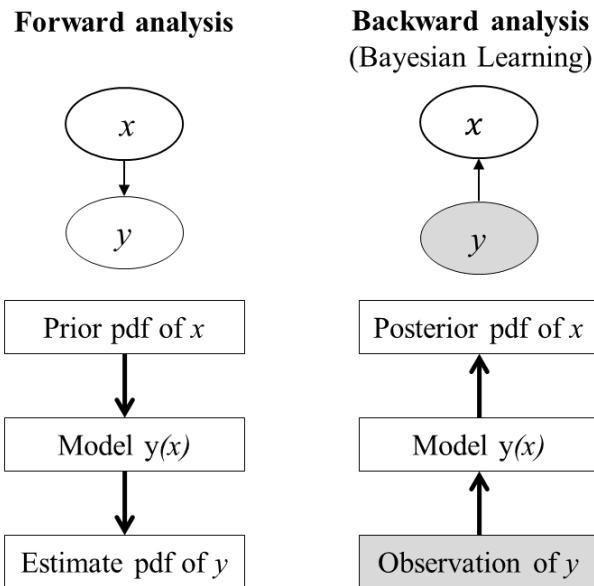 Forward analysis
x
y
Prior pdf of x
Model y(x)
Estimate pdf of y
Backward analysis
(Bayesian Learning)
x
y
Posterior pdf of x
Model y(x)
Observation of y